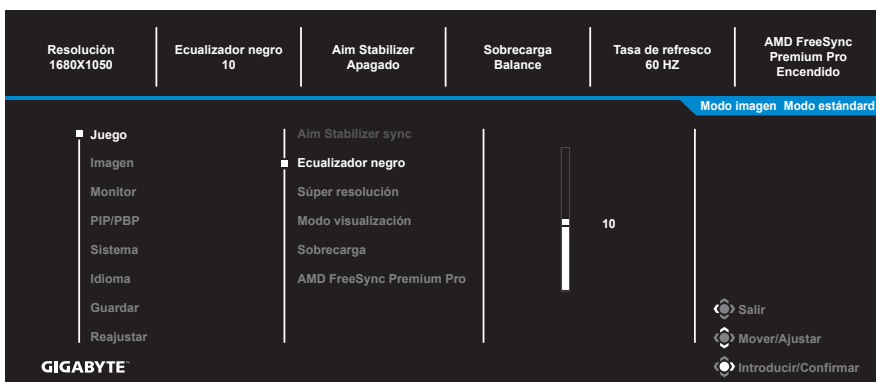 Resolución
1680X1050
Ecualizador negro
10
Aim Stabilizer
Apagado
Sobrecarga
Balance
Tasa de refresco
60 HZ
AMD FreeSync
Premium Pro
Encendido
Modo imagen Modo estándard
Juego
Imagen
Monitor
PIP/PBP
Sistema
Idioma
Guardar
Reajustar
Aim Stabilizer sync
Ecualizador negro
Súper resolución
Modo visualización
Sobrecarga
AMD FreeSync Premium Pro
10
Salir
Mover/Ajustar
Introducir/Confirmar
GIGABYTE™